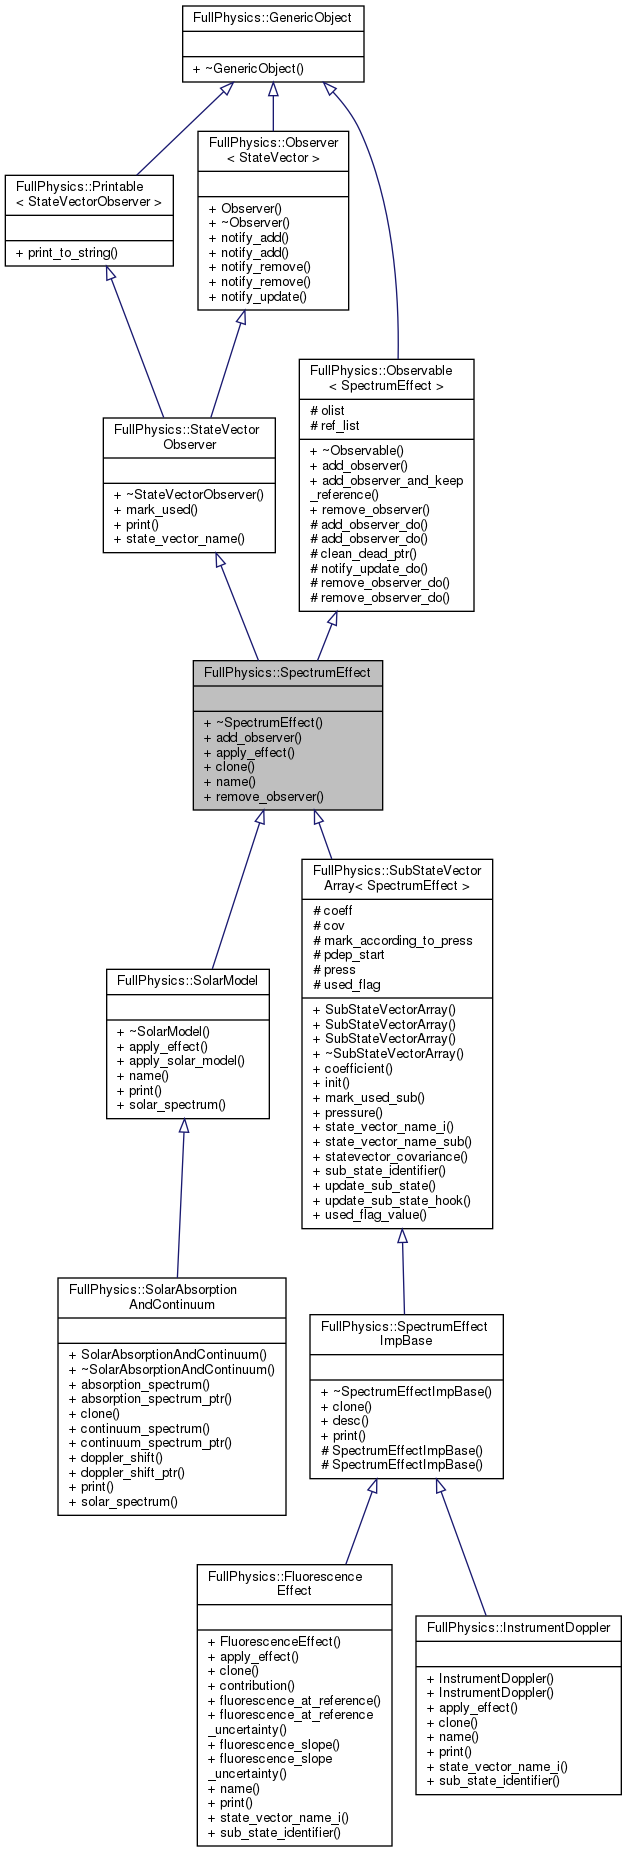 FullPhysics::GenericObject
+ ~GenericObject()
FullPhysics::Observer
< StateVector >
+ Observer()
+ ~Observer()
+ notify_add()
+ notify_add()
+ notify_remove()
+ notify_remove()
+ notify_update()
FullPhysics::Printable
< StateVectorObserver >
+ print_to_string()
FullPhysics::Observable
< SpectrumEffect >
# olist
# ref_list
+ ~Observable()
+ add_observer()
+ add_observer_and_keep
_reference()
+ remove_observer()
# add_observer_do()
# add_observer_do()
# clean_dead_ptr()
# notify_update_do()
# remove_observer_do()
# remove_observer_do()
FullPhysics::StateVector
Observer
+ ~StateVectorObserver()
+ mark_used()
+ print()
+ state_vector_name()
FullPhysics::SpectrumEffect
+ ~SpectrumEffect()
+ add_observer()
+ apply_effect()
+ clone()
+ name()
+ remove_observer()
FullPhysics::SubStateVector
Array< SpectrumEffect >
# coeff
# cov
# mark_according_to_press
# pdep_start
# press
# used_flag
+ SubStateVectorArray()
+ SubStateVectorArray()
+ SubStateVectorArray()
+ ~SubStateVectorArray()
+ coefficient()
+ init()
+ mark_used_sub()
+ pressure()
+ state_vector_name_i()
+ state_vector_name_sub()
+ statevector_covariance()
+ sub_state_identifier()
+ update_sub_state()
+ update_sub_state_hook()
+ used_flag_value()
FullPhysics::SolarModel
+ ~SolarModel()
+ apply_effect()
+ apply_solar_model()
+ name()
+ print()
+ solar_spectrum()
FullPhysics::SolarAbsorption
AndContinuum
+ SolarAbsorptionAndContinuum()
+ ~SolarAbsorptionAndContinuum()
+ absorption_spectrum()
+ absorption_spectrum_ptr()
+ clone()
+ continuum_spectrum()
+ continuum_spectrum_ptr()
+ doppler_shift()
+ doppler_shift_ptr()
+ print()
+ solar_spectrum()
FullPhysics::SpectrumEffect
ImpBase
+ ~SpectrumEffectImpBase()
+ clone()
+ desc()
+ print()
# SpectrumEffectImpBase()
# SpectrumEffectImpBase()
FullPhysics::Fluorescence
Effect
+ FluorescenceEffect()
+ apply_effect()
+ clone()
+ contribution()
+ fluorescence_at_reference()
+ fluorescence_at_reference
_uncertainty()
+ fluorescence_slope()
+ fluorescence_slope
_uncertainty()
+ name()
+ print()
+ state_vector_name_i()
+ sub_state_identifier()
FullPhysics::InstrumentDoppler
+ InstrumentDoppler()
+ InstrumentDoppler()
+ apply_effect()
+ clone()
+ name()
+ print()
+ state_vector_name_i()
+ sub_state_identifier()